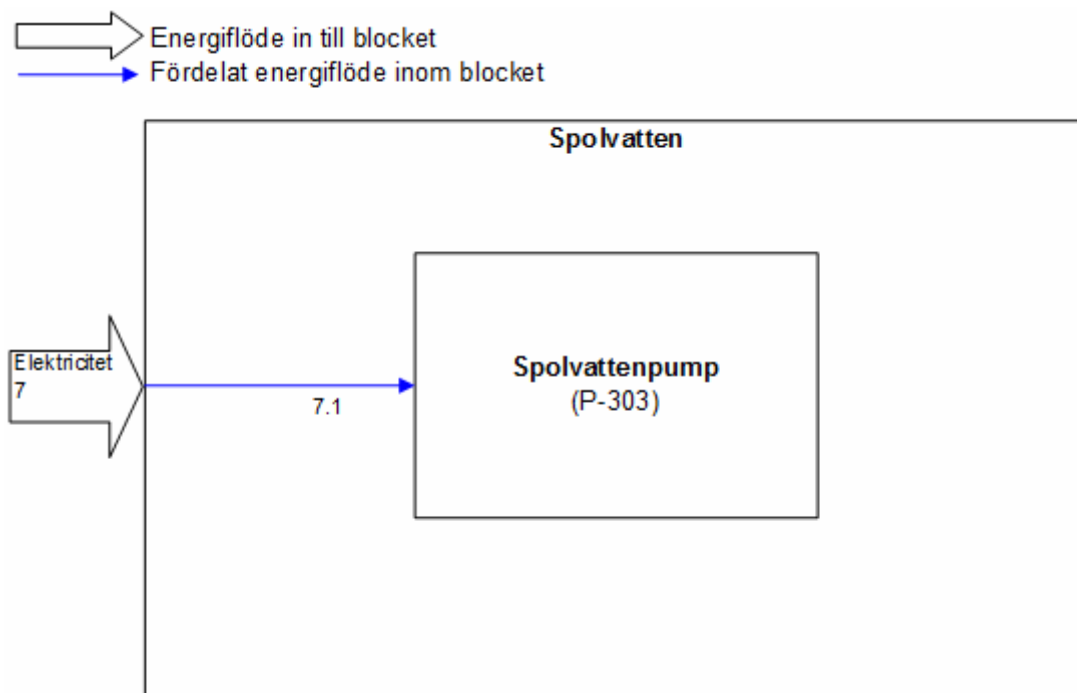 Energiflöde in till blocket
Fördelat energiflöde inom blocket
Spolvatten
Elektricitet
7
7.1
Spolvattenpump
(P-303)